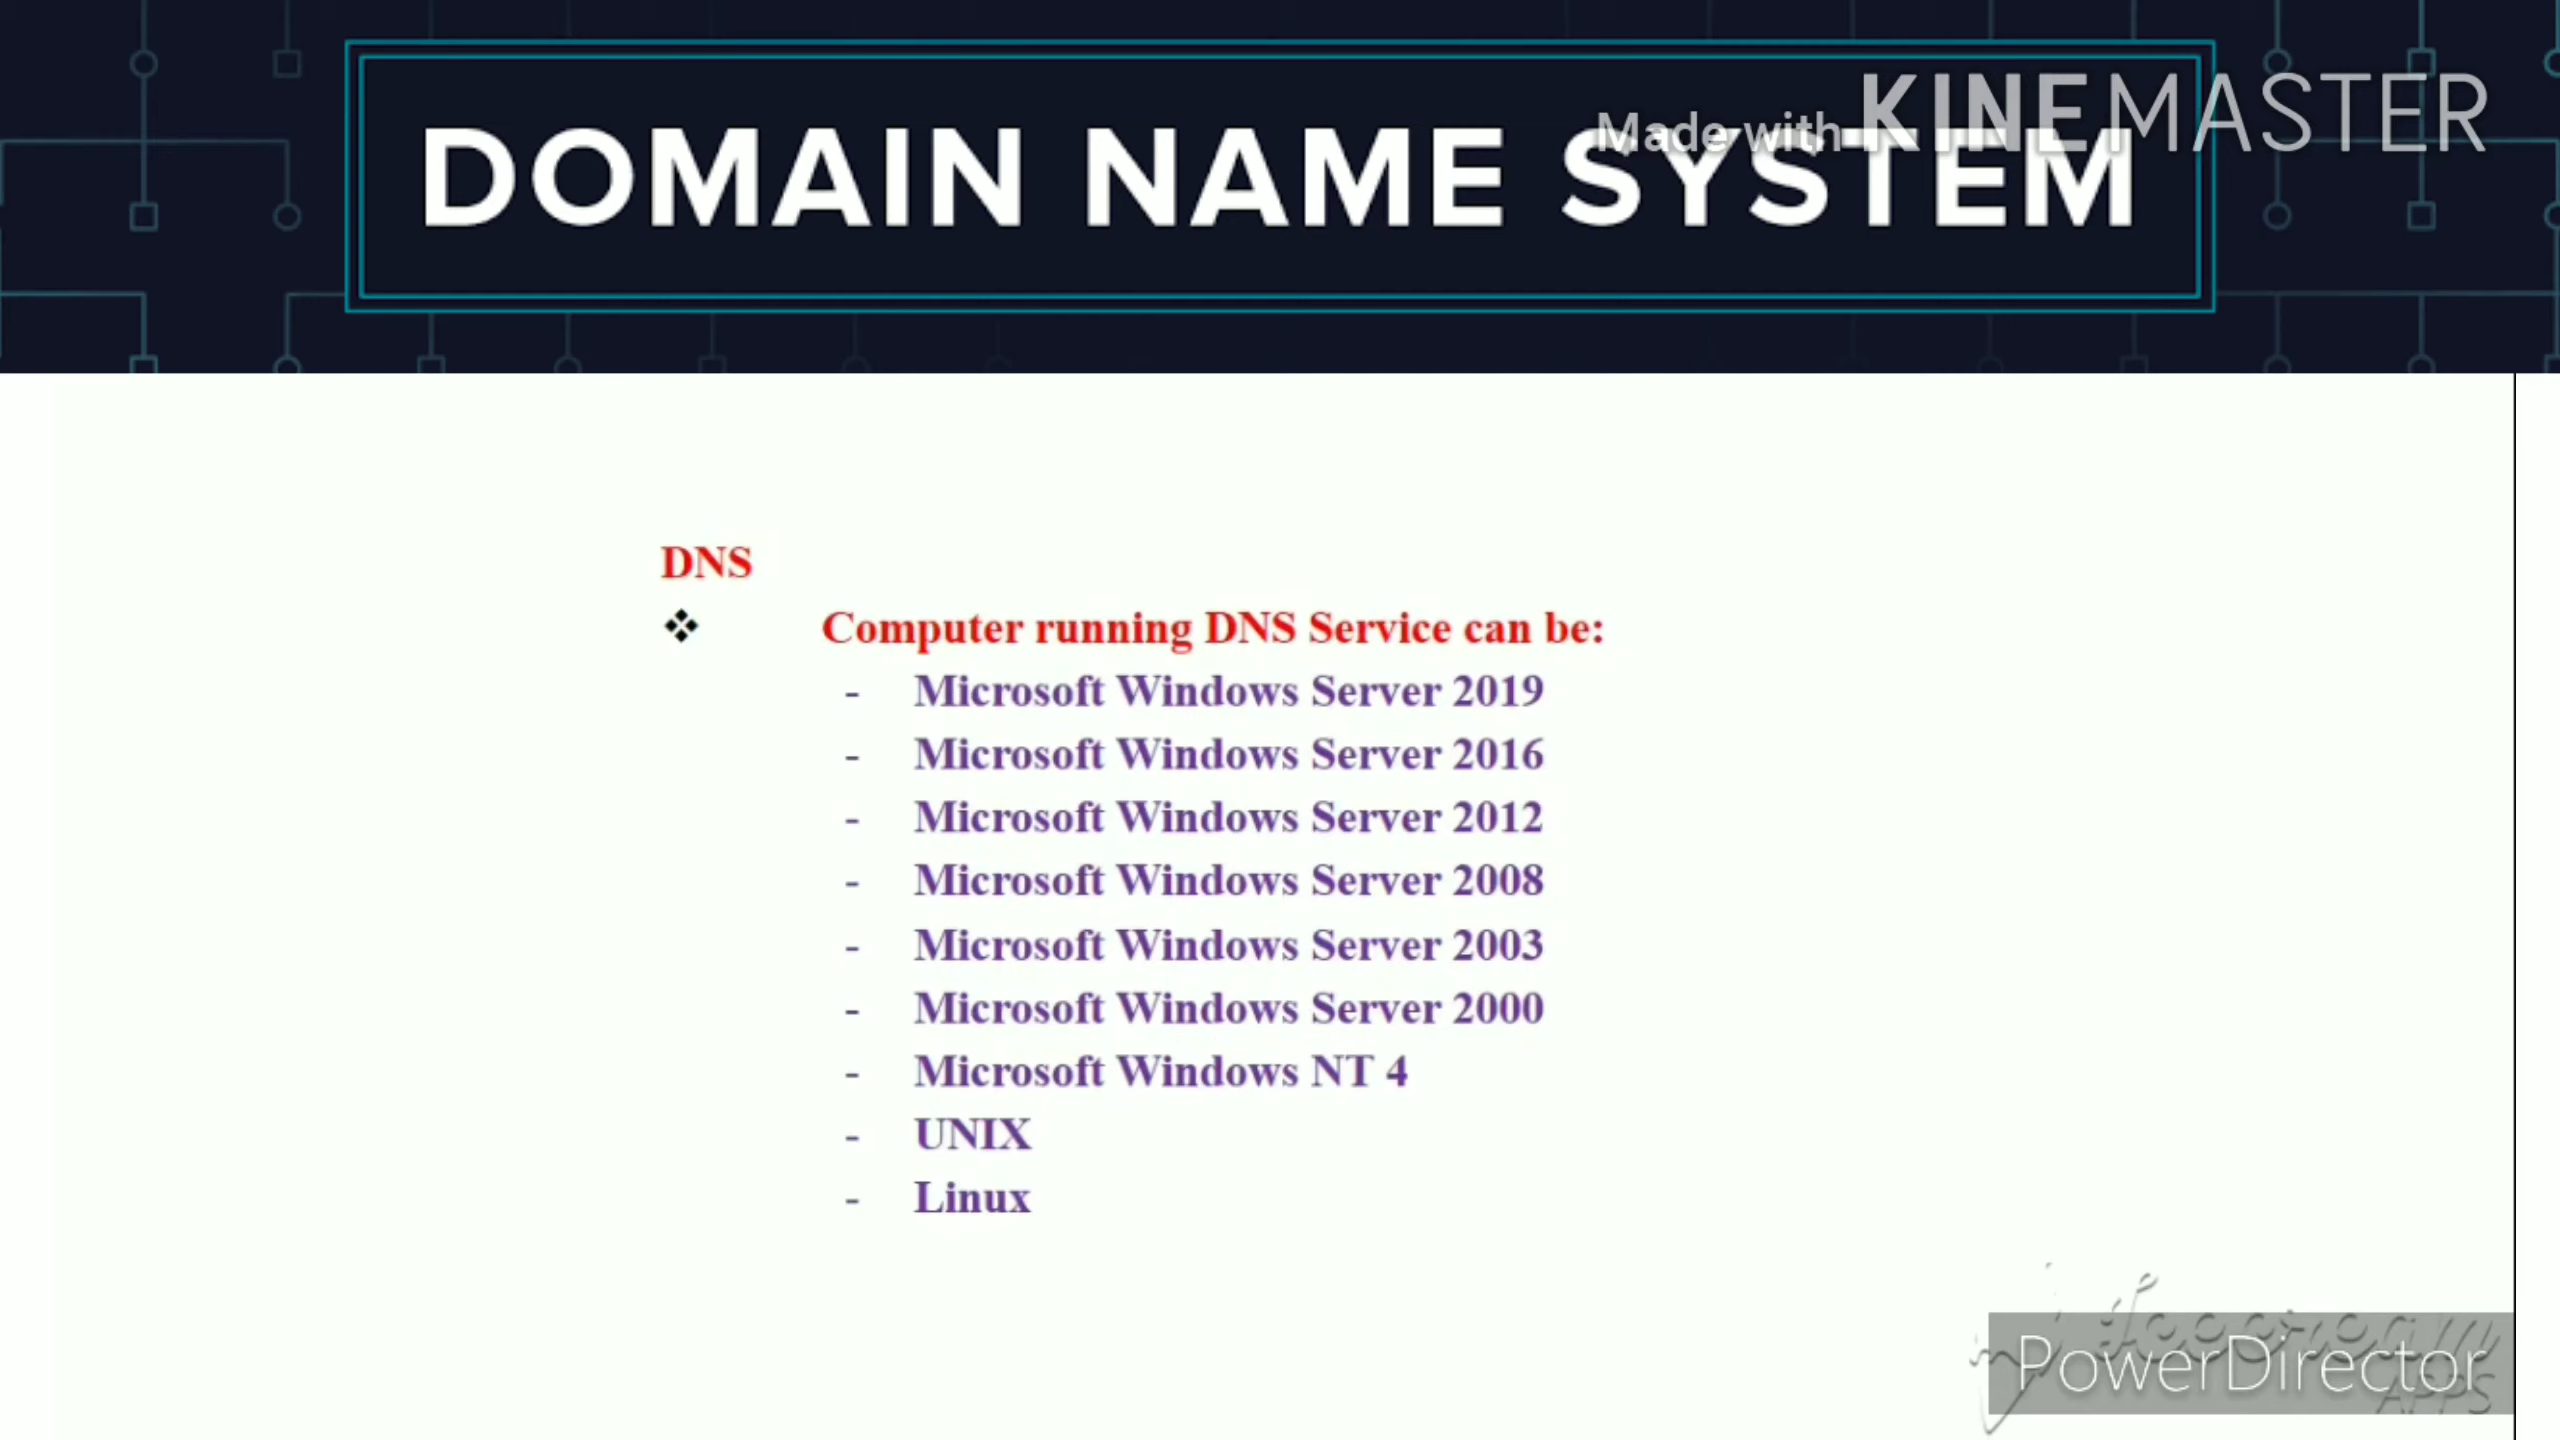 DOMAIN NAME SYSTEM
Made with KINEMASTER
DNS
❖ Computer running DNS Service can be:
- Microsoft Windows Server 2019
- Microsoft Windows Server 2016
- Microsoft Windows Server 2012
- Microsoft Windows Server 2008
- Microsoft Windows Server 2003
- Microsoft Windows Server 2000
- Microsoft Windows NT 4
- UNIX
- Linux
PowerDirector
APPS